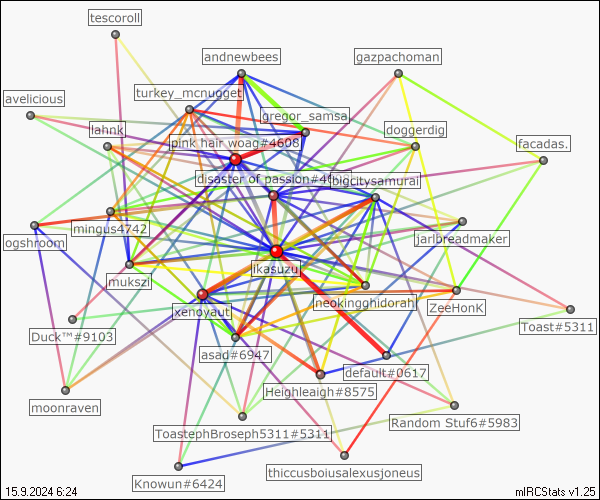 tescoroll
andnewbees
gazpachoman
turkey_mcnugget
avelicious
gregor_samsa
lahnk
doggerdig
pink hair woag#4608
facadas.
disaster of passion#4
bigcitysamurai
mingus4742
ogshroom
jarlbreadmaker
ikasuzu
mukszi
neokingghidorah
xenoyaut
ZeeHonK
Toast#5311
Duck™#9103
asad#6947
default#0617
Heighleaigh#8575
moonraven
Random Stuf6#5983
ToastephBroseph5311#5311
thiccusboiusalexusjoneus
Knowun#6424
15.9.2024 6:24
mIRCStats v1.25